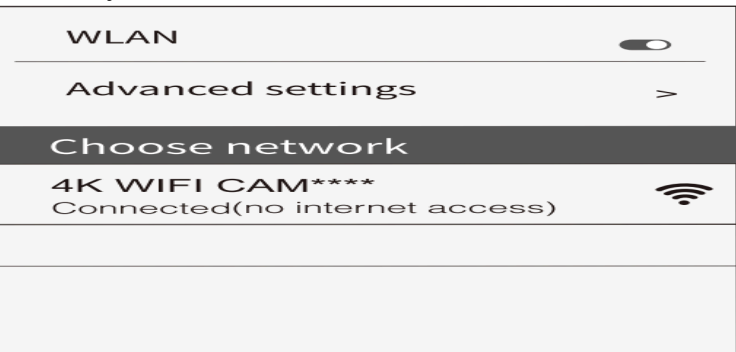 WLAN
Advanced settings >
Choose network
4K WIFI CAM****
Connected(no internet access)